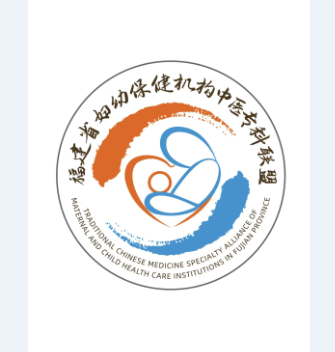 福建省妇幼保健机构中医专科联盟
TRADITIONAL CHINESE MEDICINE SPECIALTY ALLIANCE OF
MATERNAL AND CHILD HEALTH CARE INSTITUTIONS IN FUJIAN PROVINCE